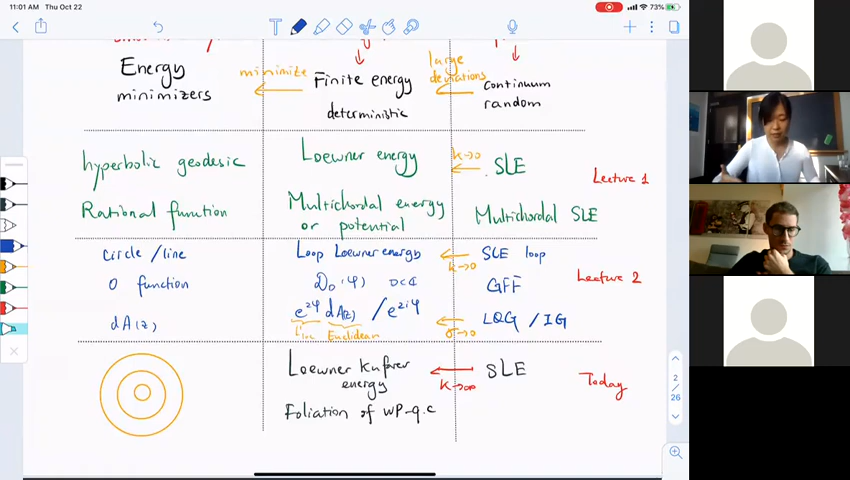 11:01 AM Thu Oct 22
73%
large
Energy minimize Finite energy deviations continuum
minimizers deterministic random
hyperbolic geodesic Loewner energy k→0 SLE Lecture 1
Rational function Multichordal energy Multichordal SLE
or potential
circle/line Loop Loewner energy k→0 SLE loop
0 function GFF Lecture 2
dA(z) e^{2φ} dA(z) / e^{2iφ} σ→0 LQG / IG
Euclidean
Loewner Kufarev k→∞ SLE Today
energy
Foliation of WP-q.c
2
/
26